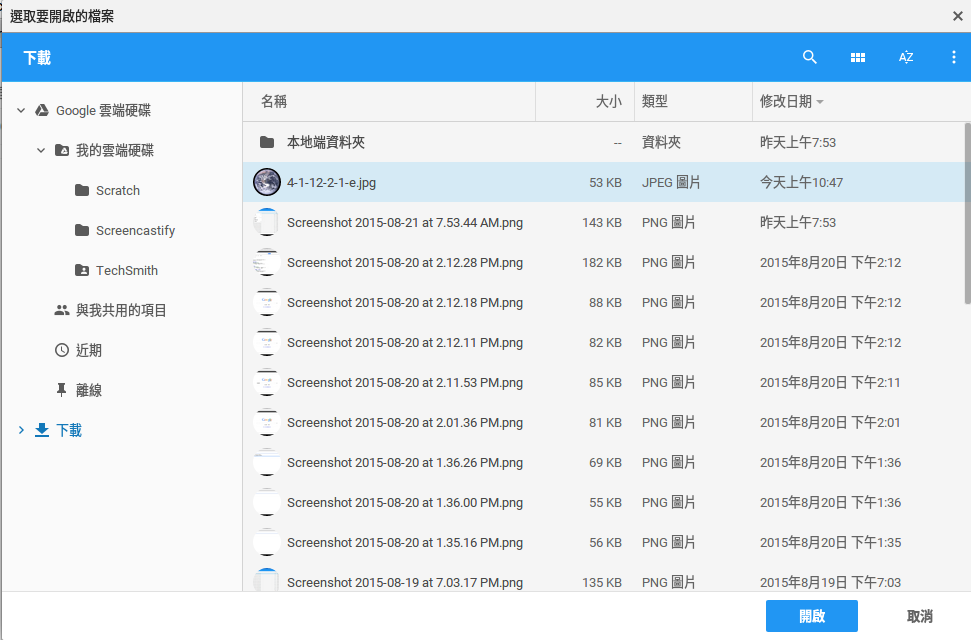 選取要開啟的檔案
下載
AZ
Google 雲端硬碟
我的雲端硬碟
Scratch
Screencastify
TechSmith
與我共用的項目
近期
離線
下載
名稱 大小 類型 修改日期
本地端資料夾 -- 資料夾 昨天上午7:53
4-1-12-2-1-e.jpg 53 KB JPEG 圖片 今天上午10:47
Screenshot 2015-08-21 at 7.53.44 AM.png 143 KB PNG 圖片 昨天上午7:53
Screenshot 2015-08-20 at 2.12.28 PM.png 182 KB PNG 圖片 2015年8月20日 下午2:12
Screenshot 2015-08-20 at 2.12.18 PM.png 88 KB PNG 圖片 2015年8月20日 下午2:12
Screenshot 2015-08-20 at 2.12.11 PM.png 82 KB PNG 圖片 2015年8月20日 下午2:12
Screenshot 2015-08-20 at 2.11.53 PM.png 85 KB PNG 圖片 2015年8月20日 下午2:11
Screenshot 2015-08-20 at 2.01.36 PM.png 81 KB PNG 圖片 2015年8月20日 下午2:01
Screenshot 2015-08-20 at 1.36.26 PM.png 69 KB PNG 圖片 2015年8月20日 下午1:36
Screenshot 2015-08-20 at 1.36.00 PM.png 55 KB PNG 圖片 2015年8月20日 下午1:36
Screenshot 2015-08-20 at 1.35.16 PM.png 56 KB PNG 圖片 2015年8月20日 下午1:35
Screenshot 2015-08-19 at 7.03.17 PM.png 135 KB PNG 圖片 2015年8月19日 下午7:03
開啟 取消